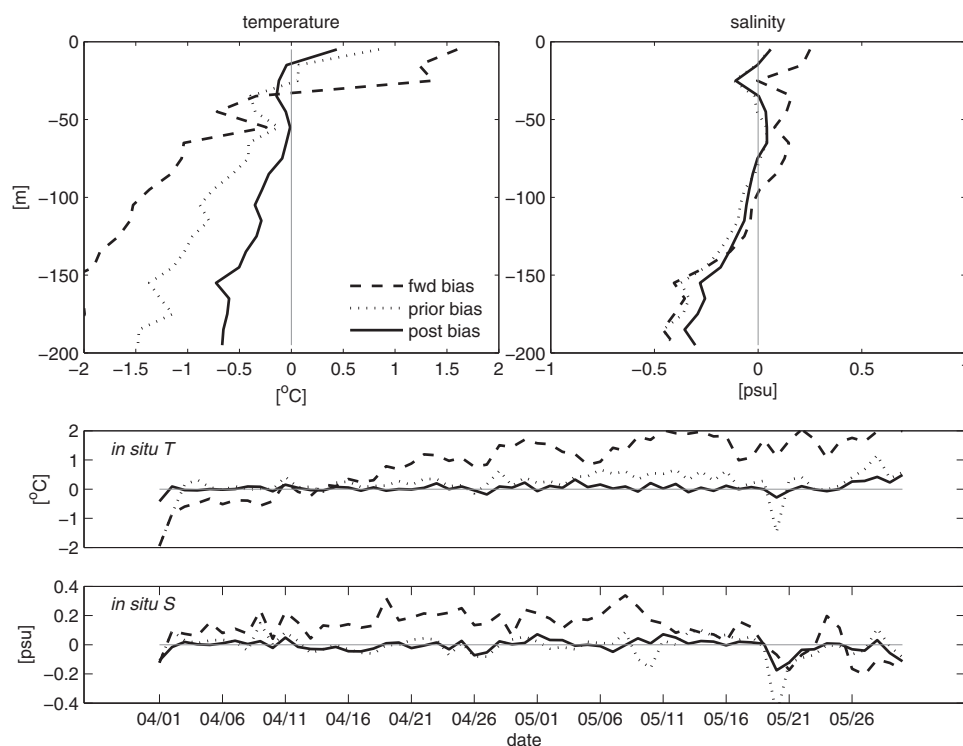 temperature
salinity
0
−50
−100
−150
−200
[m]
−2
−1.5
−1
−0.5
0
0.5
1
1.5
2
[°C]
fwd bias
prior bias
post bias
0
−50
−100
−150
−200
−1
−0.5
0
0.5
1
[psu]
in situ T
2
1
0
−1
−2
[°C]
in situ S
0.4
0.2
0
−0.2
0.4
[psu]
04/01 04/06 04/11 04/16 04/21 04/26 05/01 05/06 05/11 05/16 05/21 05/26
date